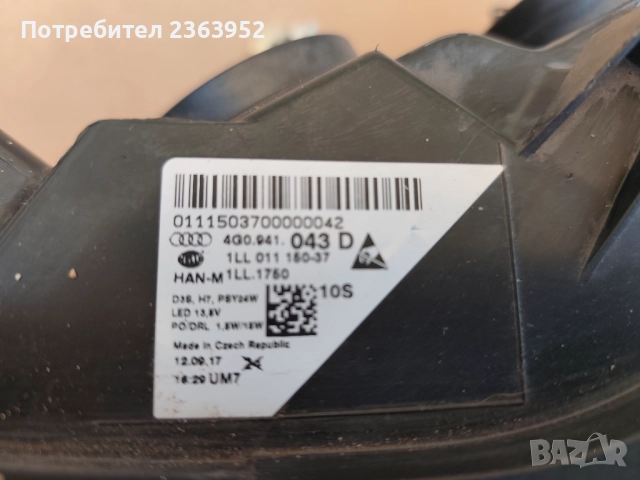 Потребител 2363952
0111503700000042
4G0.941. 043 D
1LL 011 150-37
HAN-M 1LL.1750
10S
D3S, H7, PSY24W
LED 13,5V
PO/DRL 1,8W/18W
Made in Czech Republic
12.09.17
16:29 UM7
BAZAR